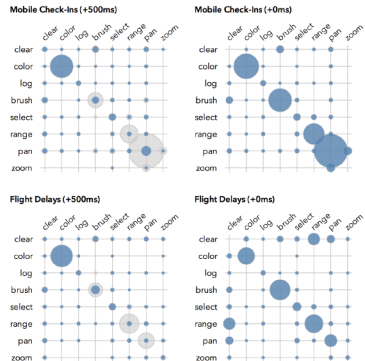 Mobile Check-Ins (+500ms)
clear color log brush select range pan zoom
clear
color
log
brush
select
range
pan
zoom
Mobile Check-Ins (+0ms)
clear color log brush select range pan zoom
clear
color
log
brush
select
range
pan
zoom
Flight Delays (+500ms)
clear color log brush select range pan zoom
clear
color
log
brush
select
range
pan
zoom
Flight Delays (+0ms)
clear color log brush select range pan zoom
clear
color
log
brush
select
range
pan
zoom